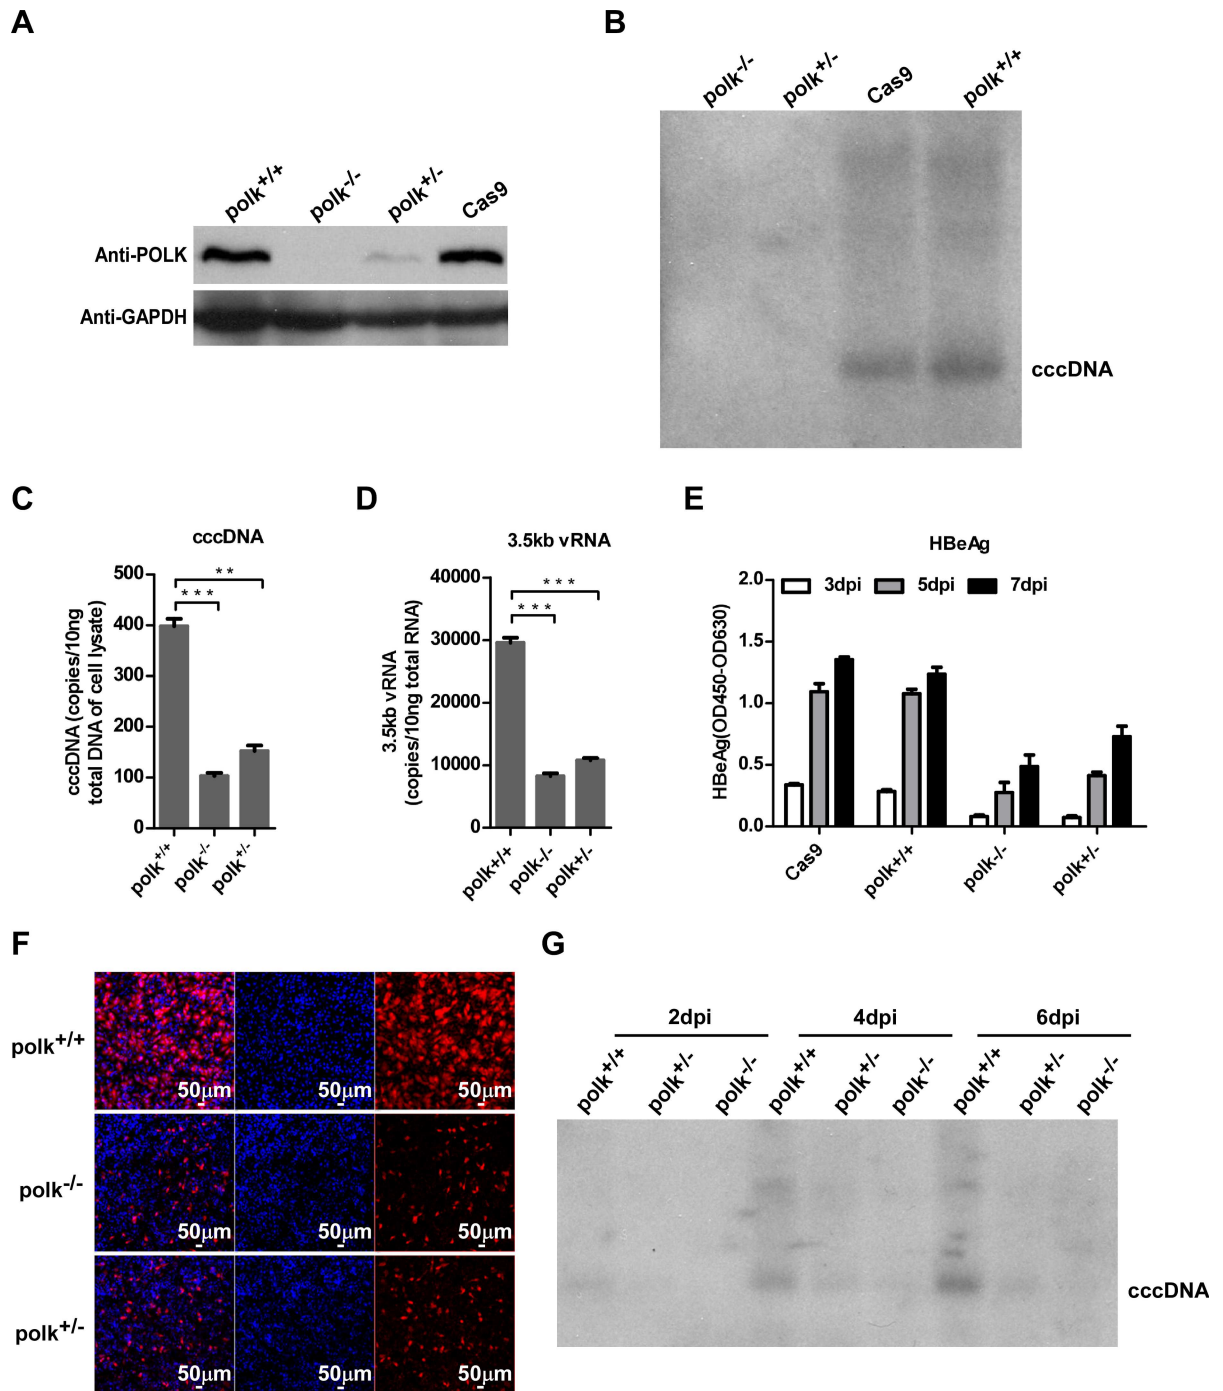 A
polk+/+ polk-/- polk+/- Cas9
Anti-POLK
Anti-GAPDH
B
polk-/- polk+/- Cas9 polk+/+
cccDNA
C
cccDNA
cccDNA (copies/10ng
total DNA of cell lysate)
500
400
300
200
100
0
* *
* * *
polk+/+ polk-/- polk+/-
D
3.5kb vRNA
3.5kb vRNA
(copies/10ng total RNA)
40000
30000
20000
10000
0
* * *
* * *
polk+/+ polk-/- polk+/-
E
HBeAg
HBeAg(OD450-OD630)
2.0
1.5
1.0
0.5
0.0
3dpi 5dpi 7dpi
Cas9 polk+/+ polk-/- polk+/-
F
polk+/+
50µm 50µm 50µm
polk-/-
50µm 50µm 50µm
polk+/-
50µm 50µm 50µm
G
2dpi 4dpi 6dpi
polk+/+ polk+/- polk-/- polk+/+ polk+/- polk-/- polk+/+ polk+/- polk-/-
cccDNA